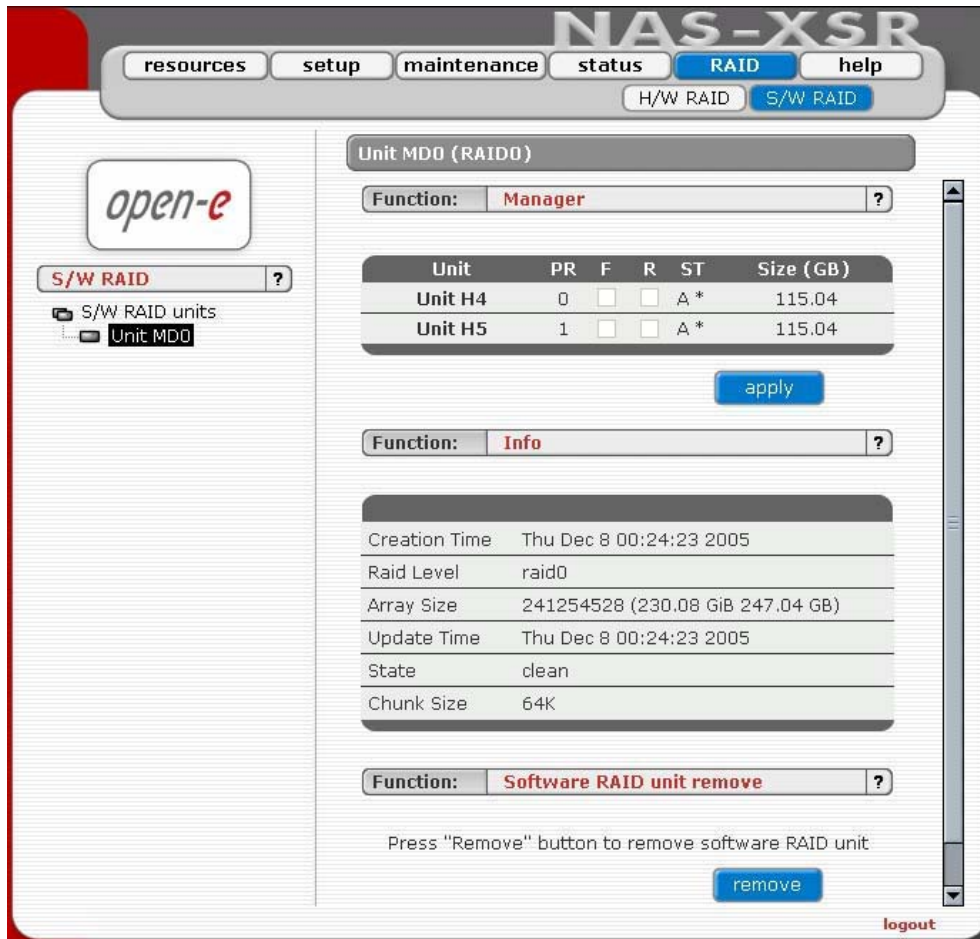 NAS-XSR
resources setup maintenance status RAID help
H/W RAID S/W RAID
open-e
S/W RAID ?
S/W RAID units
Unit MD0
Unit MD0 (RAID0)
Function: Manager ?
Unit PR F R ST Size (GB)
Unit H4 0 A * 115.04
Unit H5 1 A * 115.04
apply
Function: Info ?
Creation Time Thu Dec 8 00:24:23 2005
Raid Level raid0
Array Size 241254528 (230.08 GiB 247.04 GB)
Update Time Thu Dec 8 00:24:23 2005
State clean
Chunk Size 64K
Function: Software RAID unit remove ?
Press "Remove" button to remove software RAID unit
remove
logout